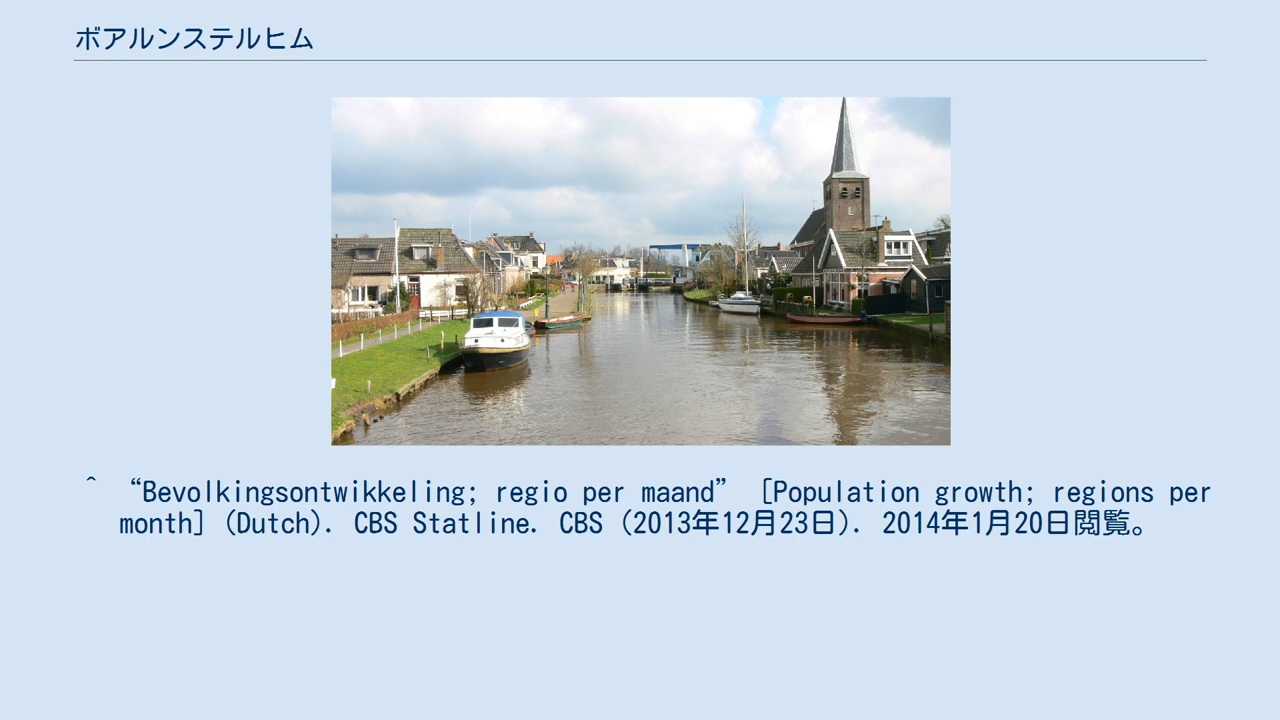 ボアルンステルヒム
^ “Bevolkingsontwikkeling; regio per maand” [Population growth; regions per
month] (Dutch). CBS Statline. CBS (2013年12月23日). 2014年1月20日閲覧。